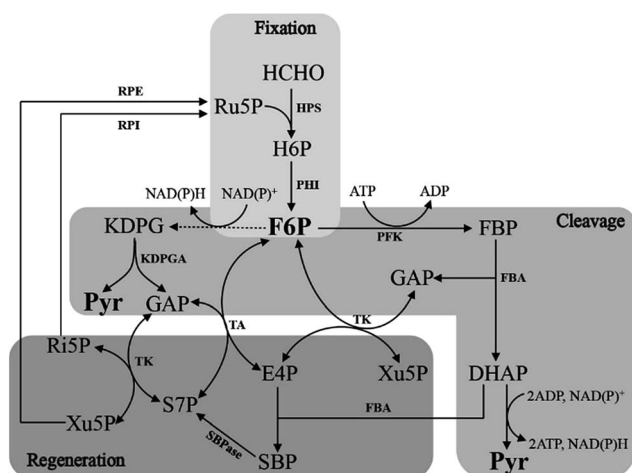 Fixation
HCHO
RPE
Ru5P
HPS
RPI
H6P
PHI
NAD(P)H
NAD(P)+
ATP
ADP
Cleavage
KDPG
F6P
PFK
FBP
KDPGA
GAP
FBA
Pyr
GAP
TA
TK
Ri5P
TK
E4P
Xu5P
DHAP
S7P
FBA
2ADP, NAD(P)+
Xu5P
SBPase
2ATP, NAD(P)H
Regeneration
SBP
Pyr